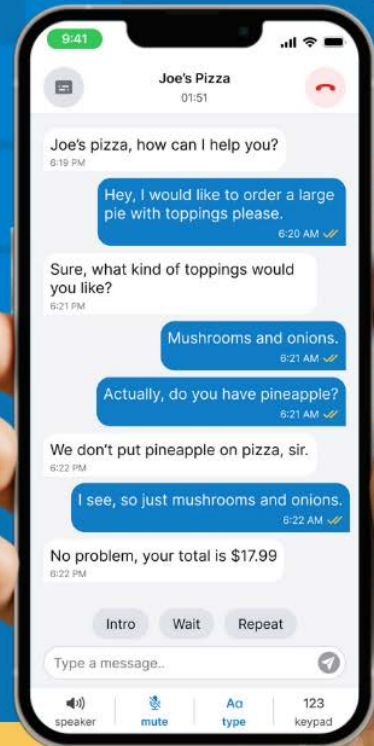 9:41
Joe's Pizza
01:51
Joe's pizza, how can I help you?
6:19 PM
Hey, I would like to order a large
pie with toppings please.
6:20 AM
Sure, what kind of toppings would
you like?
6:21 PM
Mushrooms and onions.
6:21 AM
Actually, do you have pineapple?
6:21 AM
We don't put pineapple on pizza, sir.
6:22 PM
I see, so just mushrooms and onions.
6:22 AM
No problem, your total is $17.99
6:22 PM
Intro Wait Repeat
Type a message..
Aa 123
speaker mute type keypad